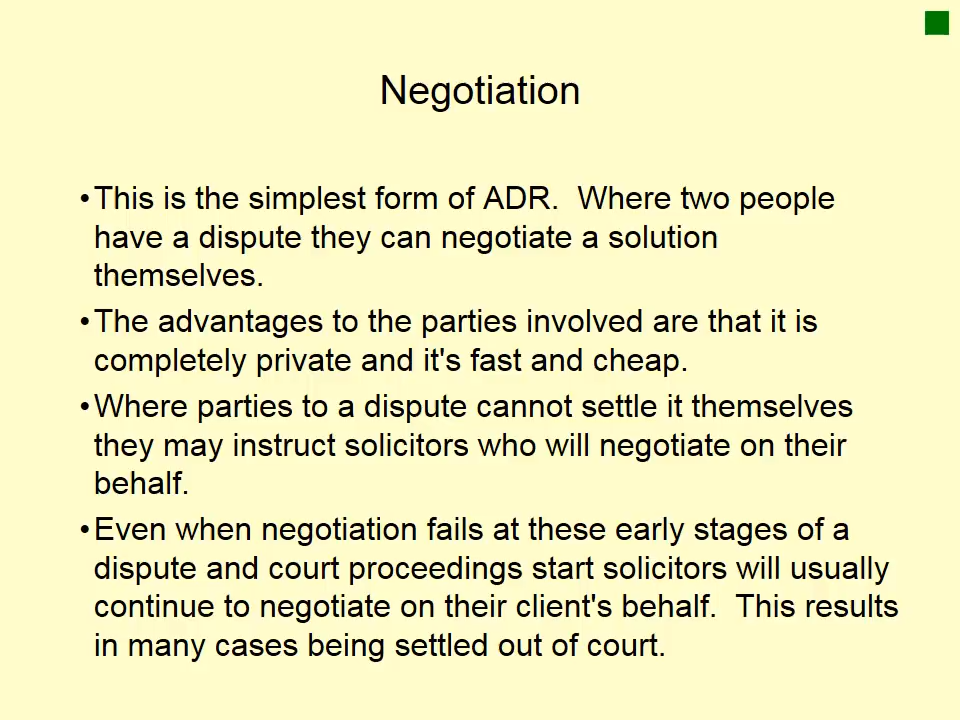 Negotiation
•This is the simplest form of ADR.  Where two people
have a dispute they can negotiate a solution
themselves.
•The advantages to the parties involved are that it is
completely private and it's fast and cheap.
•Where parties to a dispute cannot settle it themselves
they may instruct solicitors who will negotiate on their
behalf.
•Even when negotiation fails at these early stages of a
dispute and court proceedings start solicitors will usually
continue to negotiate on their client's behalf.  This results
in many cases being settled out of court.